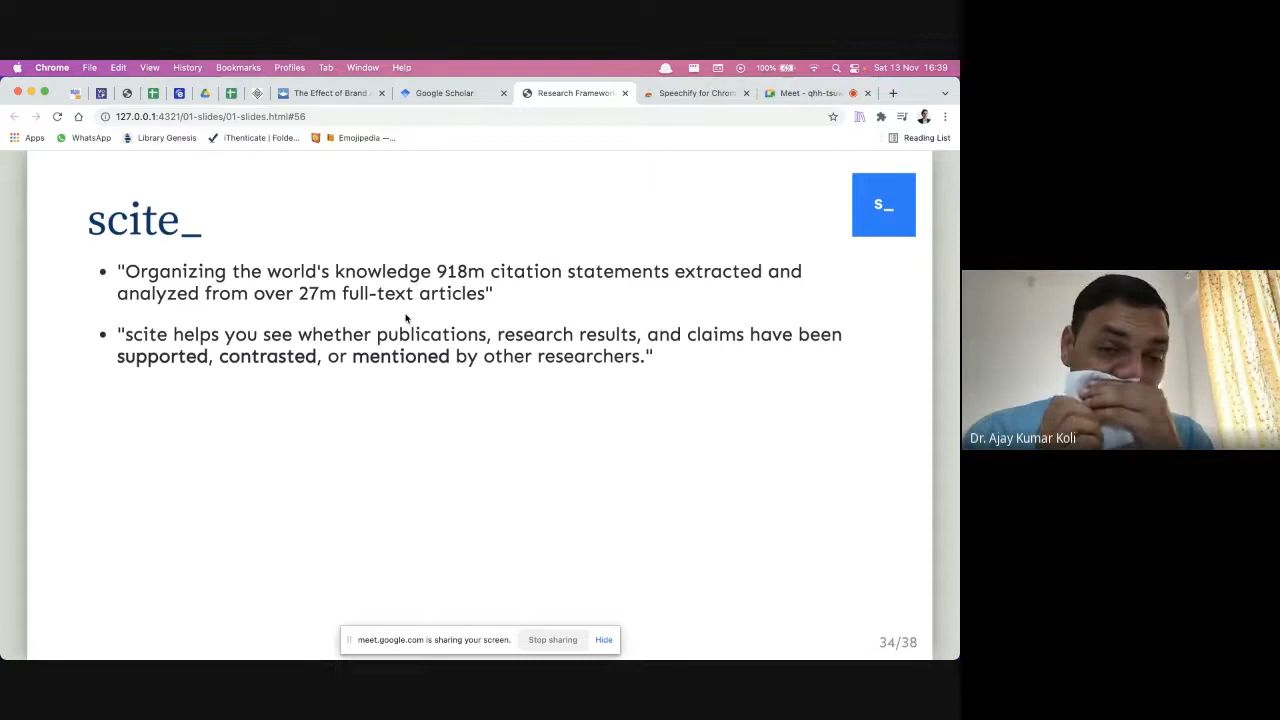 Chrome File Edit View History Bookmarks Profiles Tab Window Help 100% Sat 13 Nov 16:39
The Effect of Brand Google Scholar Research Framewor Speechify for Chrom Meet - qhh-tsuw
127.0.0.1:4321/01-slides/01-slides.html#56
Apps WhatsApp Library Genesis iThenticate | Folde... Emojipedia —... Reading List
scite_
s_
"Organizing the world's knowledge 918m citation statements extracted and
analyzed from over 27m full-text articles"
"scite helps you see whether publications, research results, and claims have been
supported, contrasted, or mentioned by other researchers."
Dr. Ajay Kumar Koli
meet.google.com is sharing your screen. Stop sharing Hide
34/38